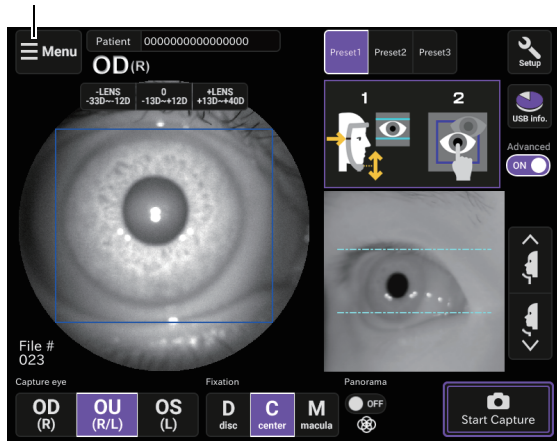 Menu
Patient 0000000000000000
OD(R)
Preset1 Preset2 Preset3
Setup
-LENS 0 +LENS
-33D~-12D -13D~+12D +13D~+40D
1 2
USB Info.
Advanced
ON
File #
023
Capture eye Fixation Panorama
OD OU OS
(R) (R/L) (L)
D C M
disc center macula
OFF
Start Capture